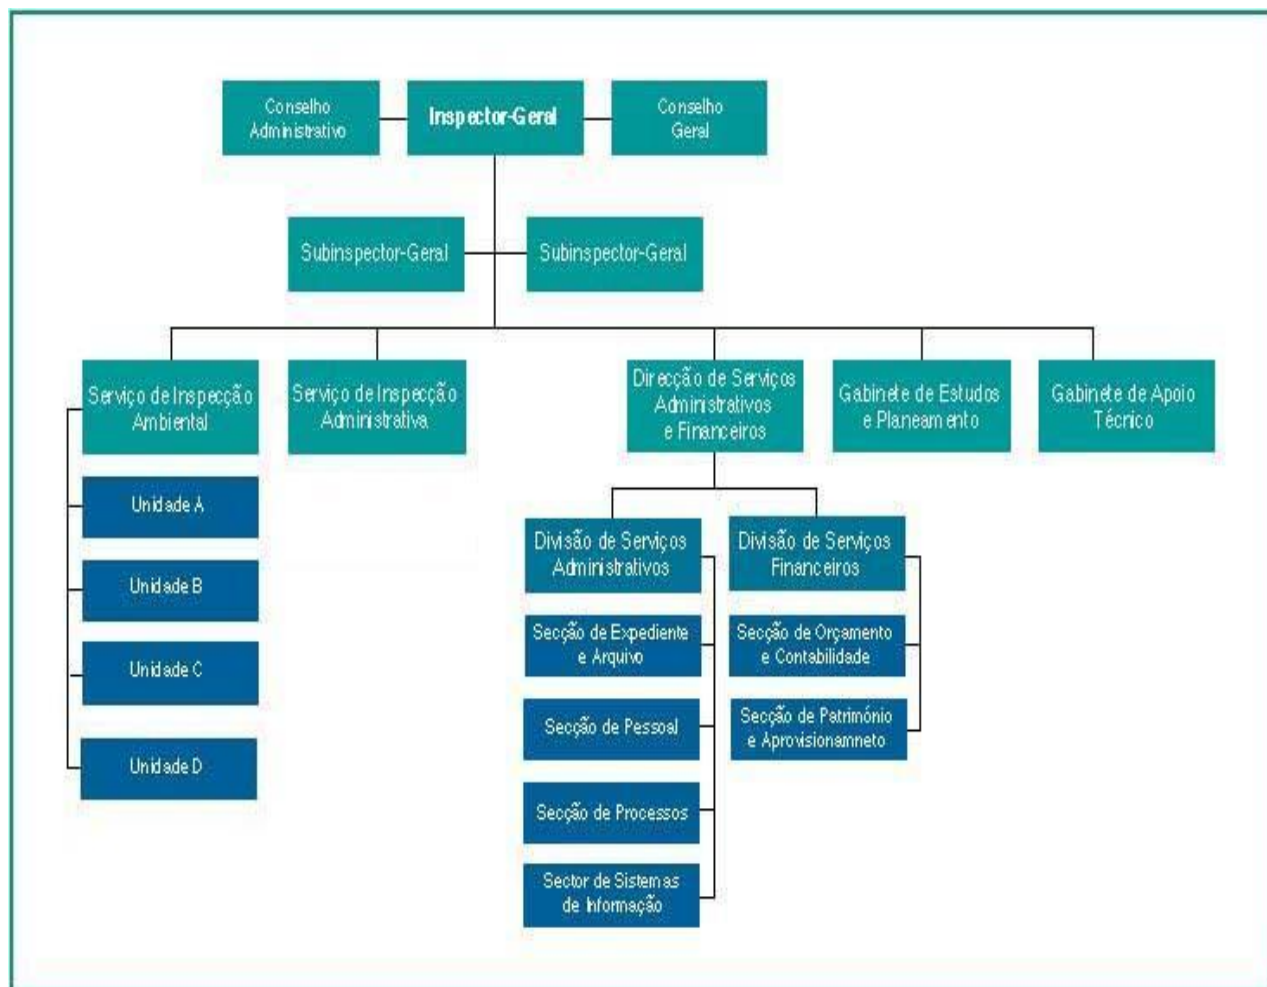 Conselho
Administrativo
Inspector-Geral
Conselho
Geral
Subinspector-Geral
Subinspector-Geral
Serviço de Inspecção
Ambiental
Serviço de Inspecção
Administrativa
Direcção de Serviços
Administrativos
e Financeiros
Gabinete de Estudos
e Planeamento
Gabinete de Apoio
Técnico
Unidade A
Unidade B
Unidade C
Unidade D
Divisão de Serviços
Administrativos
Secção de Expediente
e Arquivo
Secção de Pessoal
Secção de Processos
Sector de Sistemas
de Informação
Divisão de Serviços
Financeiros
Secção de Orçamento
e Contabilidade
Secção de Património
e Aprovisionamneto